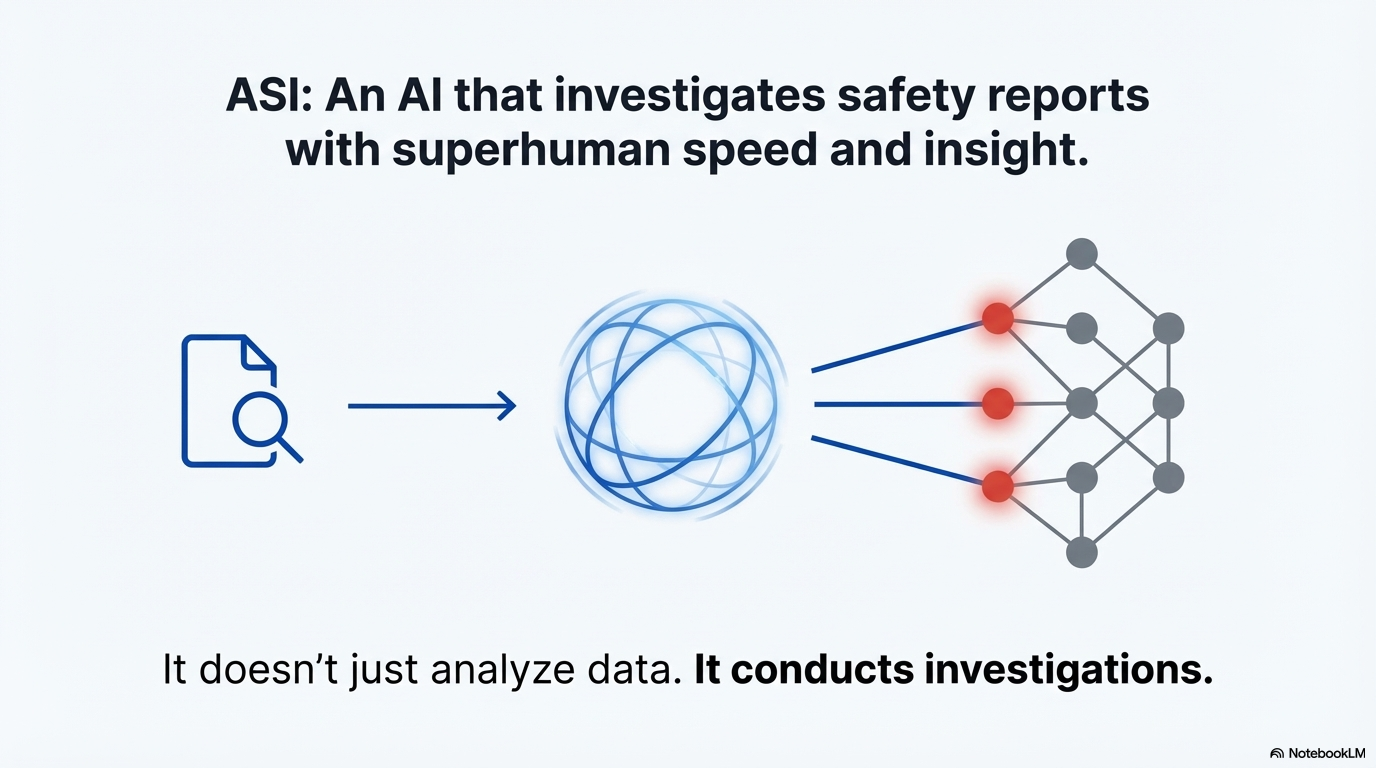 ASI: An AI that investigates safety reports
with superhuman speed and insight.
It doesn’t just analyze data. It conducts investigations.
NotebookLM